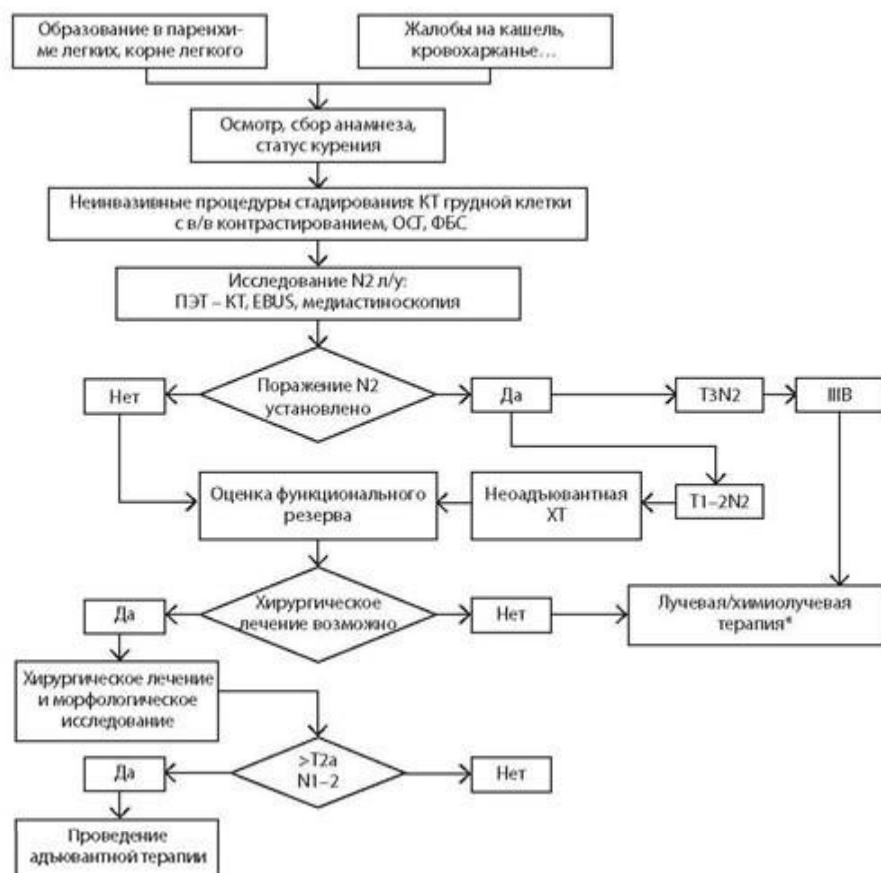 Образование в паренхи-
ме легких, корне легкого
Жалобы на кашель,
кровохарканье…
Осмотр, сбор анамнеза,
статус курения
Неинвазивные процедуры стадирования: КТ грудной клетки
с в/в контрастированием, ОСГ, ФБС
Исследование N2 л/у:
ПЭТ – КТ, EBUS, медиастиноскопия
Нет
Поражение N2
установлено
Да
T3N2
IIIB
Оценка функционального
резерва
Неоадъювантная
ХТ
T1–2N2
Да
Хирургическое
лечение возможно
Нет
Лучевая/химиолучевая
терапия*
Хирургическое лечение
и морфологическое
исследование
Да
>T2a
N1–2
Нет
Проведение
адъювантной терапии